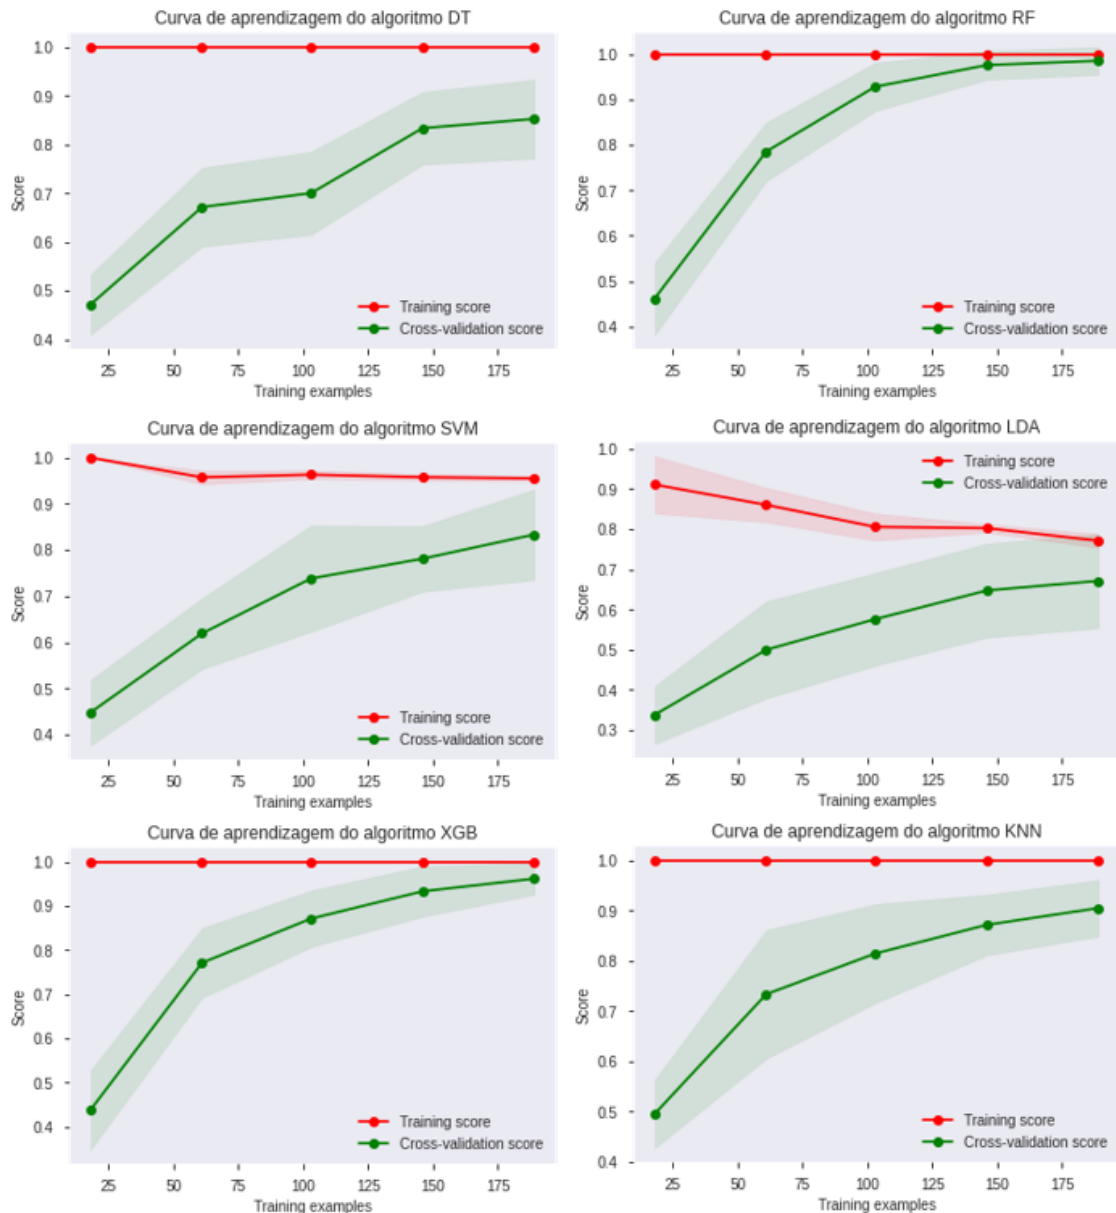 Curva de aprendizagem do algoritmo DT
1.0
0.9
0.8
0.7
0.6
0.5
0.4
Score
Training score
Cross-validation score
25 50 75 100 125 150 175
Training examples
Curva de aprendizagem do algoritmo RF
1.0
0.9
0.8
0.7
0.6
0.5
0.4
Score
Training score
Cross-validation score
25 50 75 100 125 150 175
Training examples
Curva de aprendizagem do algoritmo SVM
1.0
0.9
0.8
0.7
0.6
0.5
0.4
Score
Training score
Cross-validation score
25 50 75 100 125 150 175
Training examples
Curva de aprendizagem do algoritmo LDA
1.0
0.9
0.8
0.7
0.6
0.5
0.4
0.3
Score
Training score
Cross-validation score
25 50 75 100 125 150 175
Training examples
Curva de aprendizagem do algoritmo XGB
1.0
0.9
0.8
0.7
0.6
0.5
0.4
Score
Training score
Cross-validation score
25 50 75 100 125 150 175
Training examples
Curva de aprendizagem do algoritmo KNN
1.0
0.9
0.8
0.7
0.6
0.5
0.4
Score
Training score
Cross-validation score
25 50 75 100 125 150 175
Training examples